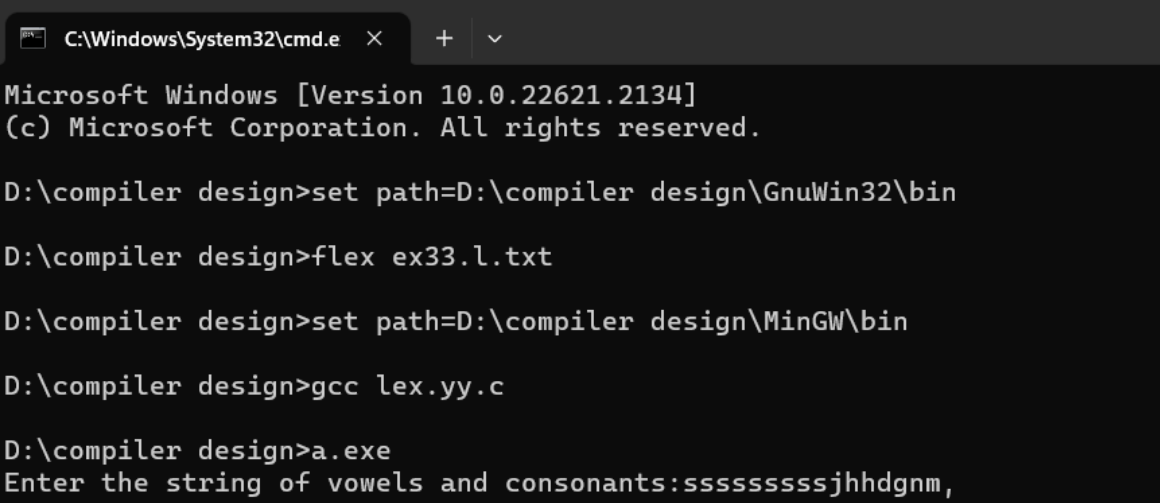 C:\Windows\System32\cmd.e
Microsoft Windows [Version 10.0.22621.2134]
(c) Microsoft Corporation. All rights reserved.
D:\compiler design>set path=D:\compiler design\GnuWin32\bin
D:\compiler design>flex ex33.l.txt
D:\compiler design>set path=D:\compiler design\MinGW\bin
D:\compiler design>gcc lex.yy.c
D:\compiler design>a.exe
Enter the string of vowels and consonants:sssssssssjhhdgnm,